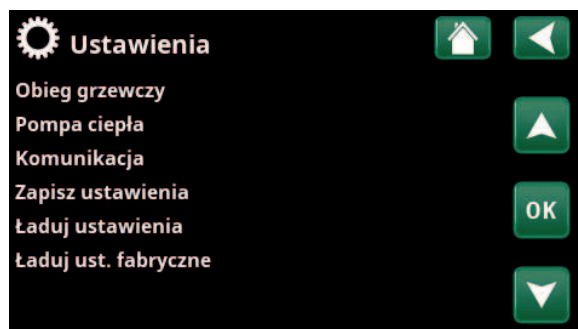 Ustawienia
Obieg grzewczy
Pompa ciepła
Komunikacja
Zapisz ustawienia
OK
Ładuj ustawienia
Ładuj ust. fabryczne